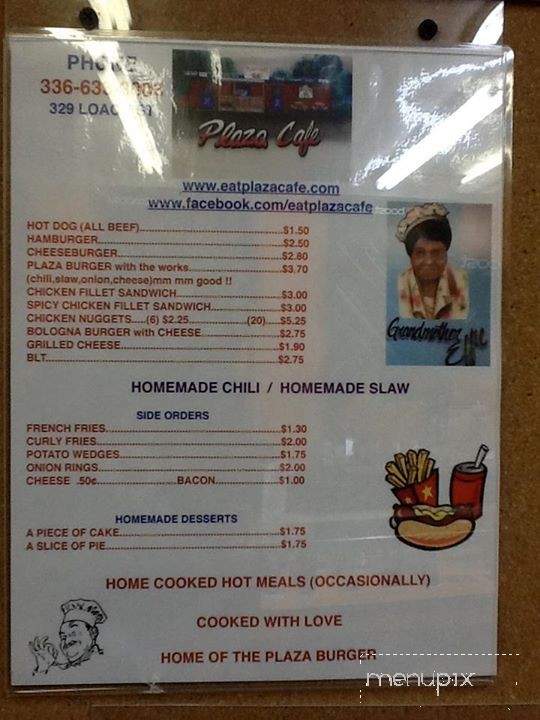 PHONE
336-63
329 LOACH ST
Plaza Cafe
www.eatplazacafe.com
www.facebook.com/eatplazacafe
HOT DOG (ALL BEEF)........$1.50
HAMBURGER........$2.50
CHEESEBURGER........$2.80
PLAZA BURGER with the works........$3.70
(chili,slaw,onion,cheese)mm mm good !!
CHICKEN FILLET SANDWICH........$3.00
SPICY CHICKEN FILLET SANDWICH........$3.00
CHICKEN NUGGETS.....(6) $2.25........(20).....$5.25
BOLOGNA BURGER with CHEESE........$2.75
GRILLED CHEESE........$1.90
BLT........$2.75
Grandmother
Effie
HOMEMADE CHILI / HOMEMADE SLAW
SIDE ORDERS
FRENCH FRIES........$1.30
CURLY FRIES........$2.00
POTATO WEDGES........$1.75
ONION RINGS........$2.00
CHEESE .50¢........BACON........$1.00
HOMEMADE DESSERTS
A PIECE OF CAKE........$1.75
A SLICE OF PIE........$1.75
HOME COOKED HOT MEALS (OCCASIONALLY)
COOKED WITH LOVE
HOME OF THE PLAZA BURGER
menupix